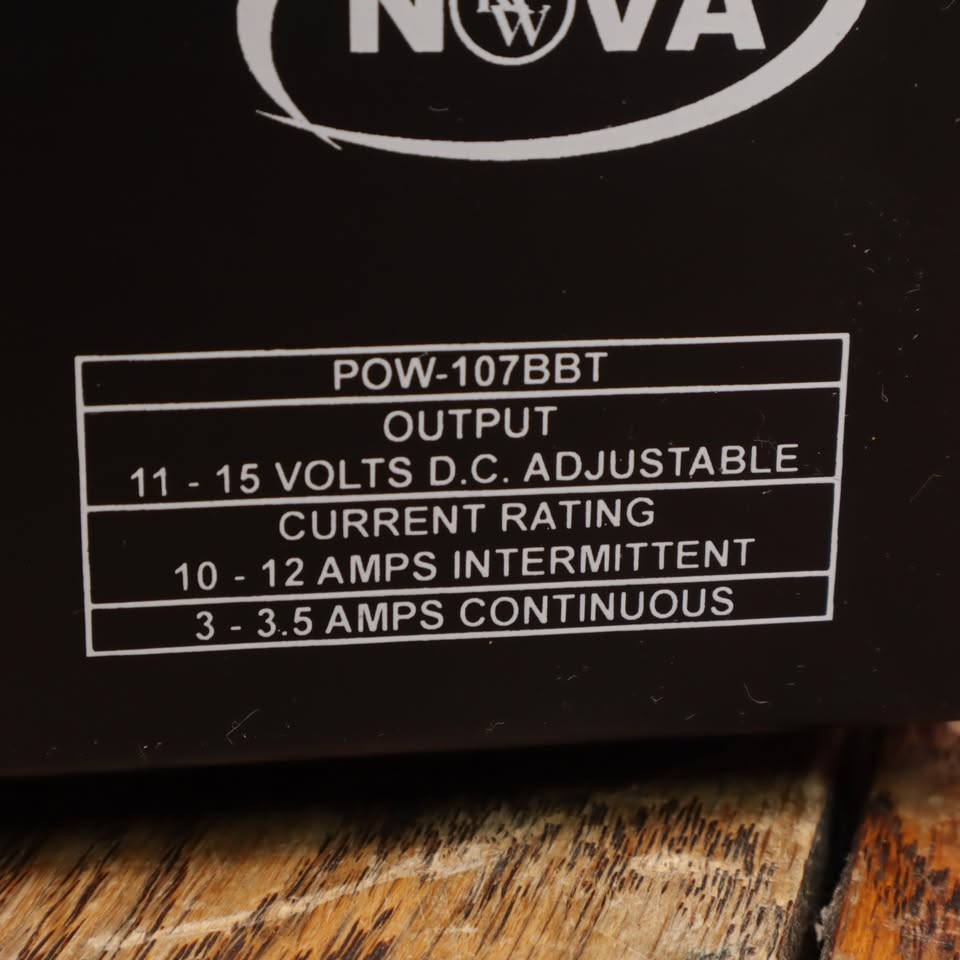 NOVA
POW-107BBT
OUTPUT
11 - 15 VOLTS D.C. ADJUSTABLE
CURRENT RATING
10 - 12 AMPS INTERMITTENT
3 - 3.5 AMPS CONTINUOUS